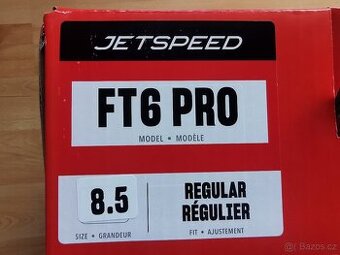 JETSPEED
FT6 PRO
MODEL • MODÈLE
8.5
SIZE • GRANDEUR
REGULAR
RÉGULIER
FIT • AJUSTEMENT
Bazos.cz